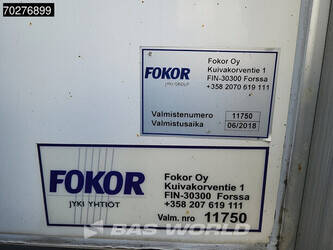 70276899
FOKOR
JYKI GROUP
Fokor Oy
Kuivakorventie 1
FIN-30300 Forssa
+358 2070 619 111
Valmistenumero 11750
Valmistusaika 06/2018
FOKOR
JYKI YHTIÖT
Fokor Oy
Kuivakorventie 1
FIN-30300 Forssa
+358 207 619 111
Valm. nro 11750
BAS WORLD